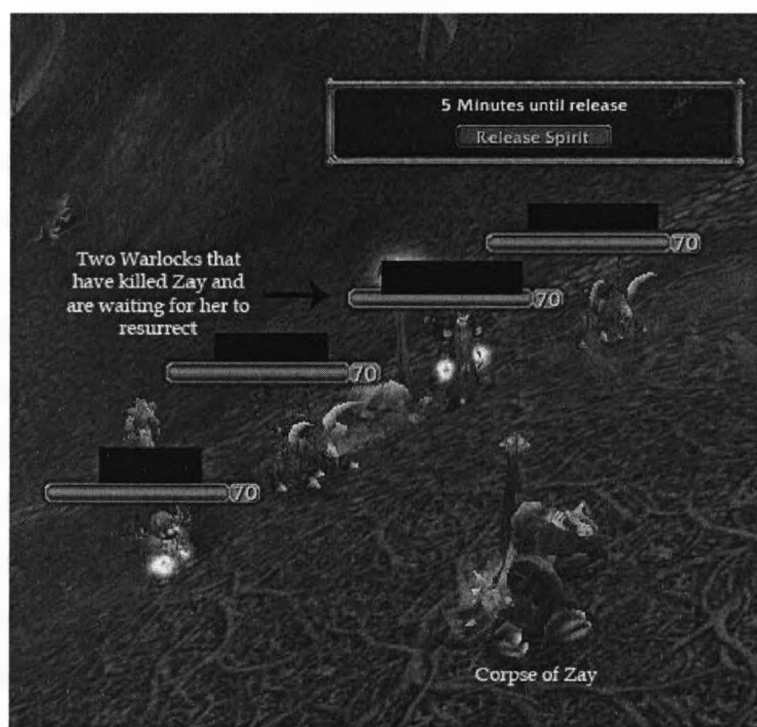 5 Minutes until release
Release Spirit
70
Two Warlocks that
have killed Zay and
are waiting for her to
resurrect
70
70
70
Corpse of Zay